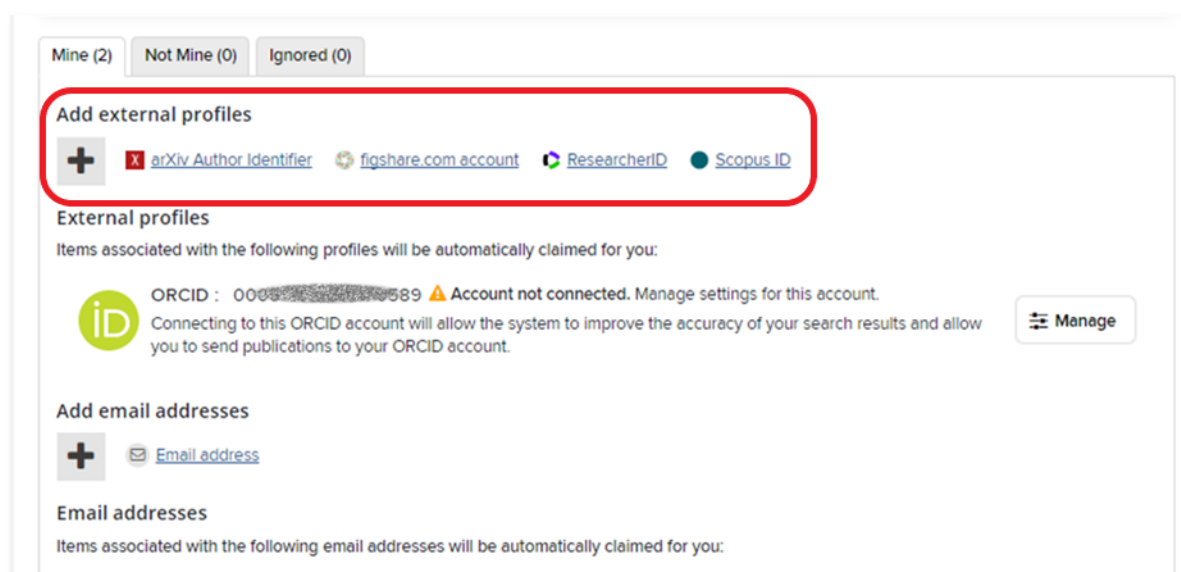 Mine (2) Not Mine (0) Ignored (0)
Add external profiles
arXiv Author Identifier figshare.com account ResearcherID Scopus ID
External profiles
Items associated with the following profiles will be automatically claimed for you:
ORCID : 00 589 Account not connected. Manage settings for this account.
Connecting to this ORCID account will allow the system to improve the accuracy of your search results and allow
you to send publications to your ORCID account.
iD
Manage
Add email addresses
Email address
Email addresses
Items associated with the following email addresses will be automatically claimed for you: